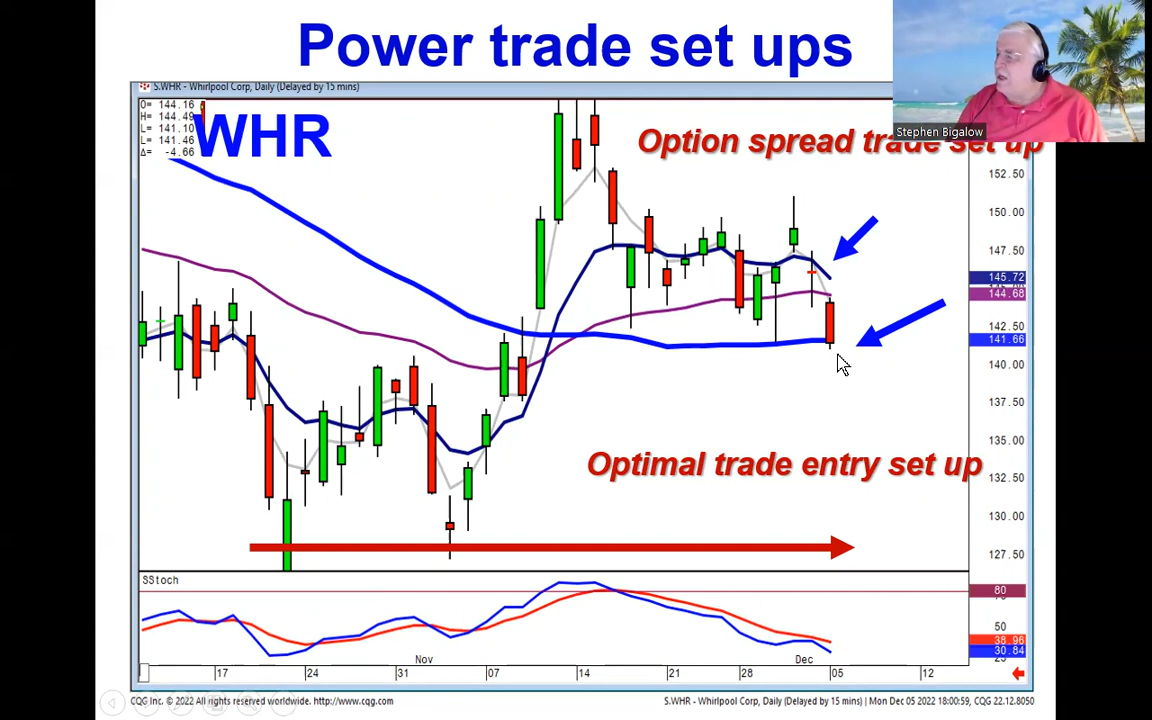 Power trade set ups
S.WHR - Whirlpool Corp, Daily (Delayed by 15 mins)
O= 144.16
H= 144.49
L= 141.10
L= 141.46
Δ= -4.66
WHR
Option spread trade set up
Stephen Bigalow
152.50
150.00
147.50
145.72
144.68
142.50
141.66
140.00
137.50
135.00
132.50
130.00
127.50
Optimal trade entry set up
SStoch
80
50
38.96
30.84
25
Nov
Dec
17
24
31
07
14
21
28
05
12
CQG Inc. © 2022 All rights reserved worldwide. http://www.cqg.com
S.WHR - Whirlpool Corp, Daily (Delayed by 15 mins) | Mon Dec 05 2022 18:00:59, CQG 22.12.8050